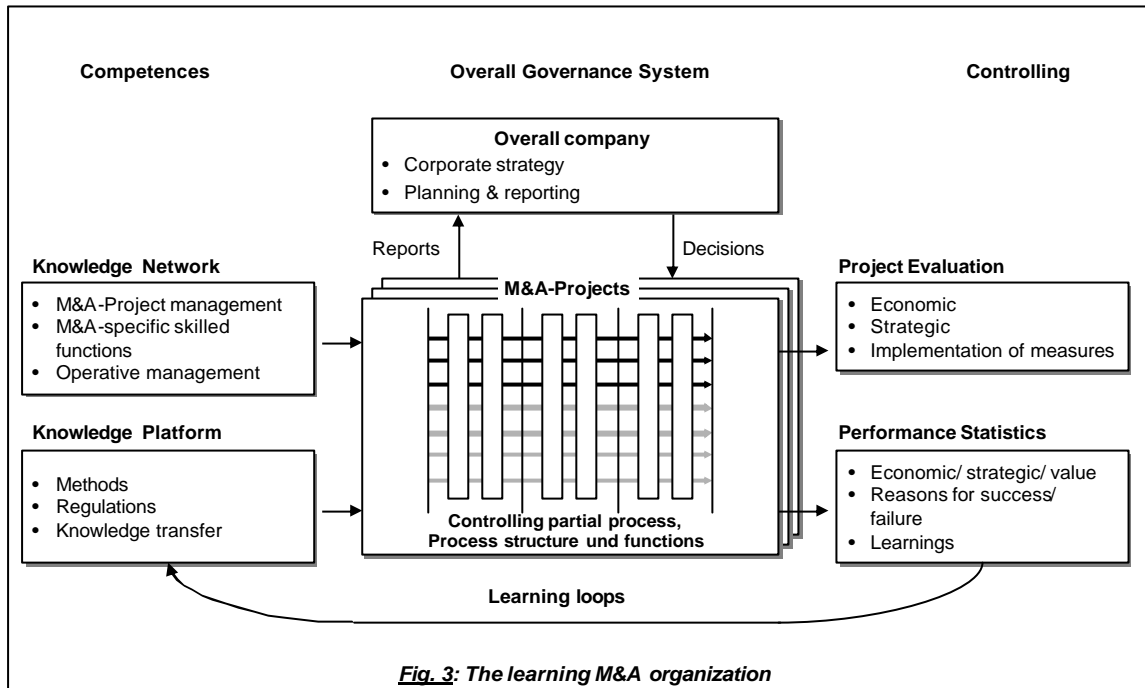 Competences
Overall Governance System
Controlling
Overall company
• Corporate strategy
• Planning & reporting
Reports
Decisions
Knowledge Network
• M&A-Project management
• M&A-specific skilled
functions
• Operative management
M&A-Projects
Project Evaluation
• Economic
• Strategic
• Implementation of measures
Knowledge Platform
• Methods
• Regulations
• Knowledge transfer
Controlling partial process,
Process structure und functions
Performance Statistics
• Economic/ strategic/ value
• Reasons for success/
failure
• Learnings
Learning loops
Fig. 3: The learning M&A organization